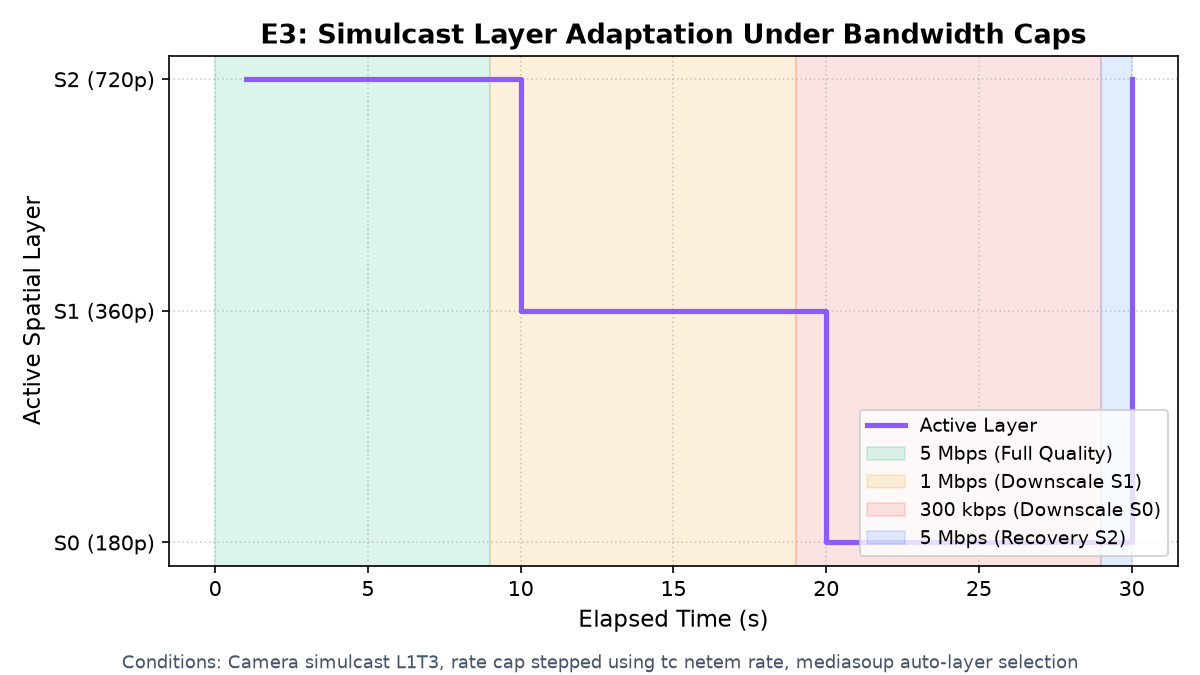 E3: Simulcast Layer Adaptation Under Bandwidth Caps
Active Spatial Layer
S2 (720p)
S1 (360p)
S0 (180p)
Active Layer
5 Mbps (Full Quality)
1 Mbps (Downscale S1)
300 kbps (Downscale S0)
5 Mbps (Recovery S2)
0 5 10 15 20 25 30
Elapsed Time (s)
Conditions: Camera simulcast L1T3, rate cap stepped using tc netem rate, mediasoup auto-layer selection